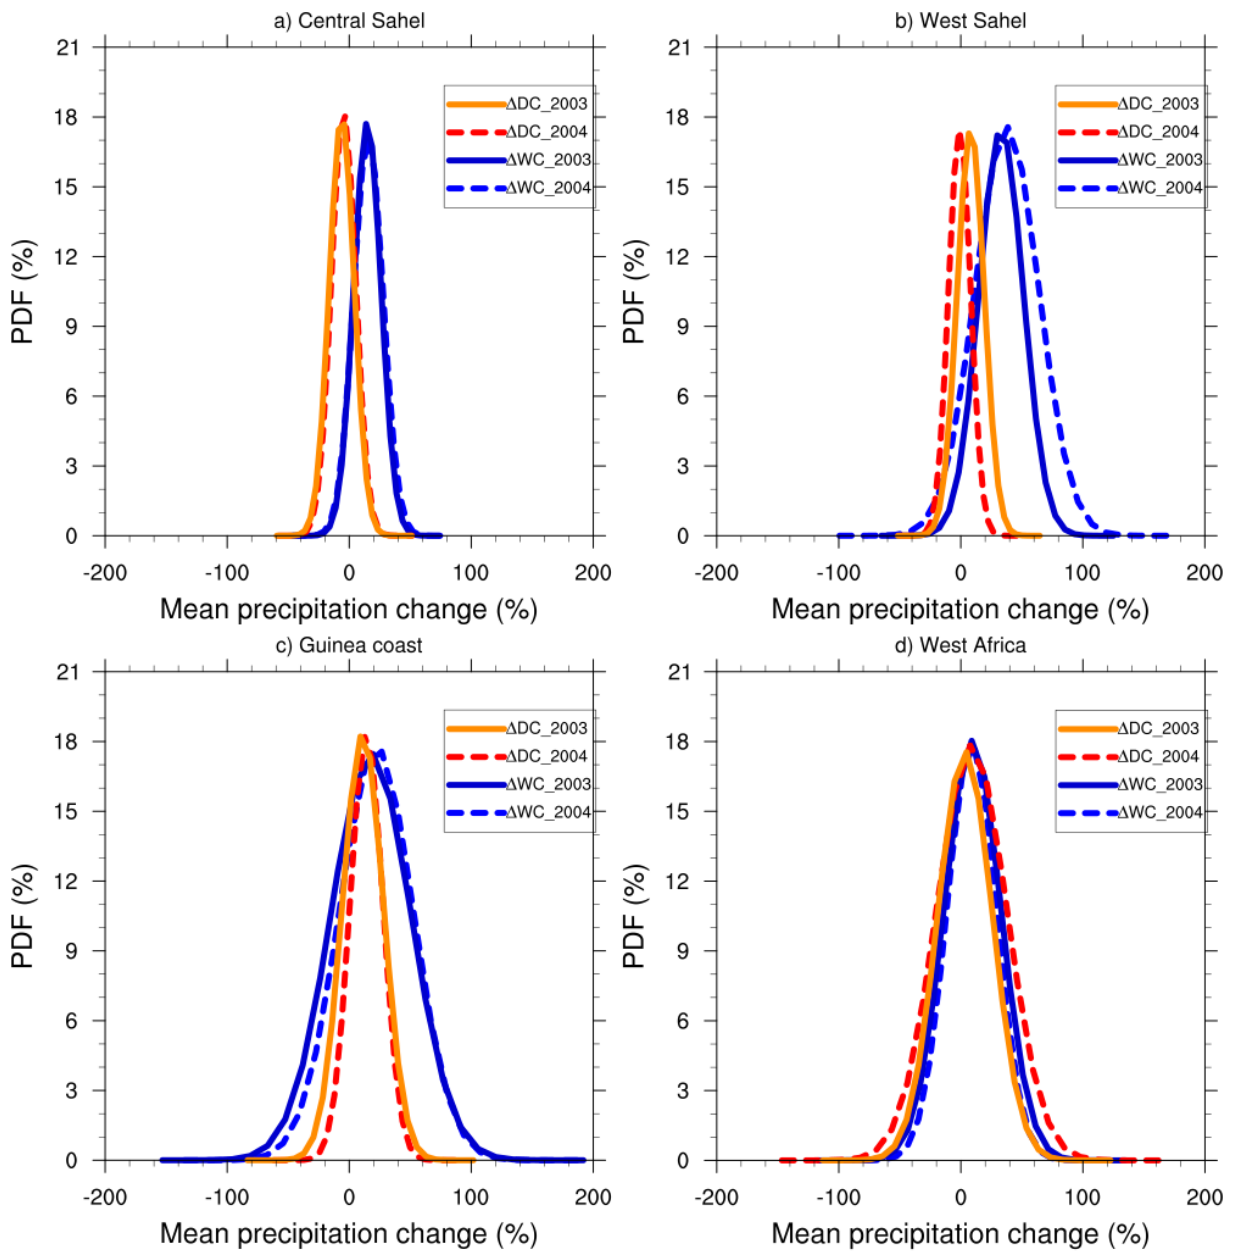 a) Central Sahel
21
18
15
12
9
6
3
0
PDF (%)
-200 -100 0 100 200
Mean precipitation change (%)
ΔDC_2003
ΔDC_2004
ΔWC_2003
ΔWC_2004
b) West Sahel
21
18
15
12
9
6
3
0
PDF (%)
-200 -100 0 100 200
Mean precipitation change (%)
ΔDC_2003
ΔDC_2004
ΔWC_2003
ΔWC_2004
c) Guinea coast
21
18
15
12
9
6
3
0
PDF (%)
-200 -100 0 100 200
Mean precipitation change (%)
ΔDC_2003
ΔDC_2004
ΔWC_2003
ΔWC_2004
d) West Africa
21
18
15
12
9
6
3
0
PDF (%)
-200 -100 0 100 200
Mean precipitation change (%)
ΔDC_2003
ΔDC_2004
ΔWC_2003
ΔWC_2004